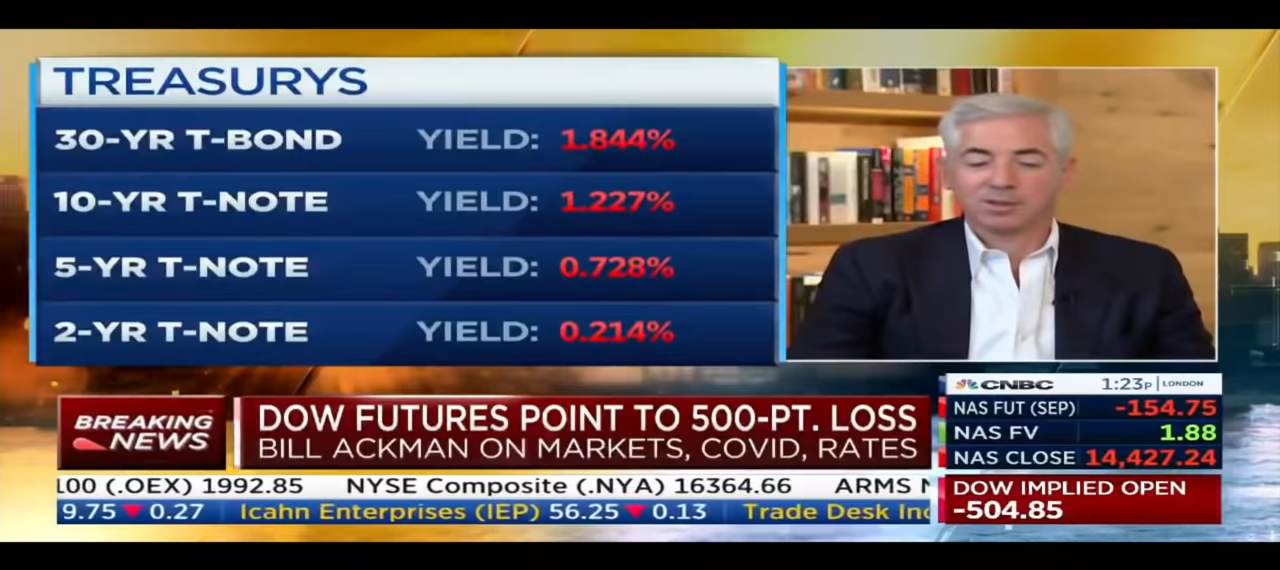 TREASURYS
30-YR T-BOND YIELD: 1.844%
10-YR T-NOTE YIELD: 1.227%
5-YR T-NOTE YIELD: 0.728%
2-YR T-NOTE YIELD: 0.214%
BREAKING NEWS
DOW FUTURES POINT TO 500-PT. LOSS
BILL ACKMAN ON MARKETS, COVID, RATES
CNBC 1:23P | LONDON
NAS FUT (SEP) -154.75
NAS FV 1.88
NAS CLOSE 14,427.24
DOW IMPLIED OPEN
-504.85
100 (.OEX) 1992.85 NYSE Composite (.NYA) 16364.66 ARMS
9.75 ▼ 0.27 Icahn Enterprises (IEP) 56.25 ▼ 0.13 Trade Desk Inc